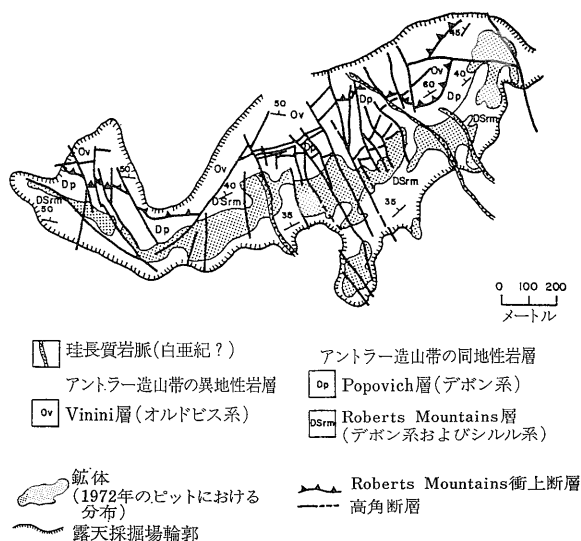 45
Ov
40
Dp
60
Ov
Dp
Dp
50
Ov
DSrm
Ov
50
Dp
DSrm
50
Ov
40
DSrm
Dp
35
DSrm
35
0 100 200
メートル
珪長質岩脈(白亜紀?)
アントラー造山帯の異地性岩層
Ov Vinini層(オルドビス系)
アントラー造山帯の同地性岩層
Dp Popovich層(デボン系)
DSrm Roberts Mountains層
(デボン系およびシルル系)
鉱体
(1972年のピットにおける
分布)
露天採掘場輪郭
Roberts Mountains衝上断層
高角断層